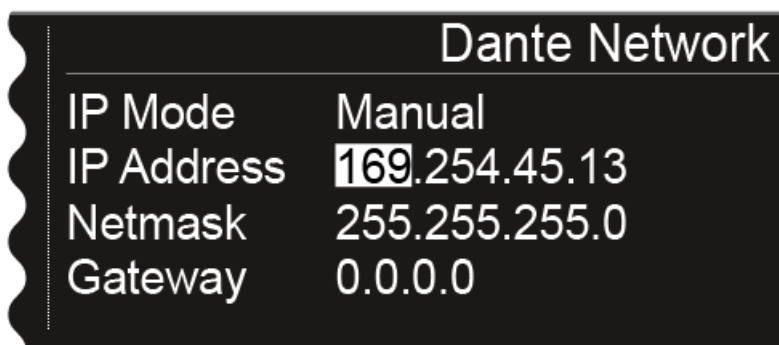 Dante Network
IP Mode Manual
IP Address 169.254.45.13
Netmask 255.255.255.0
Gateway 0.0.0.0